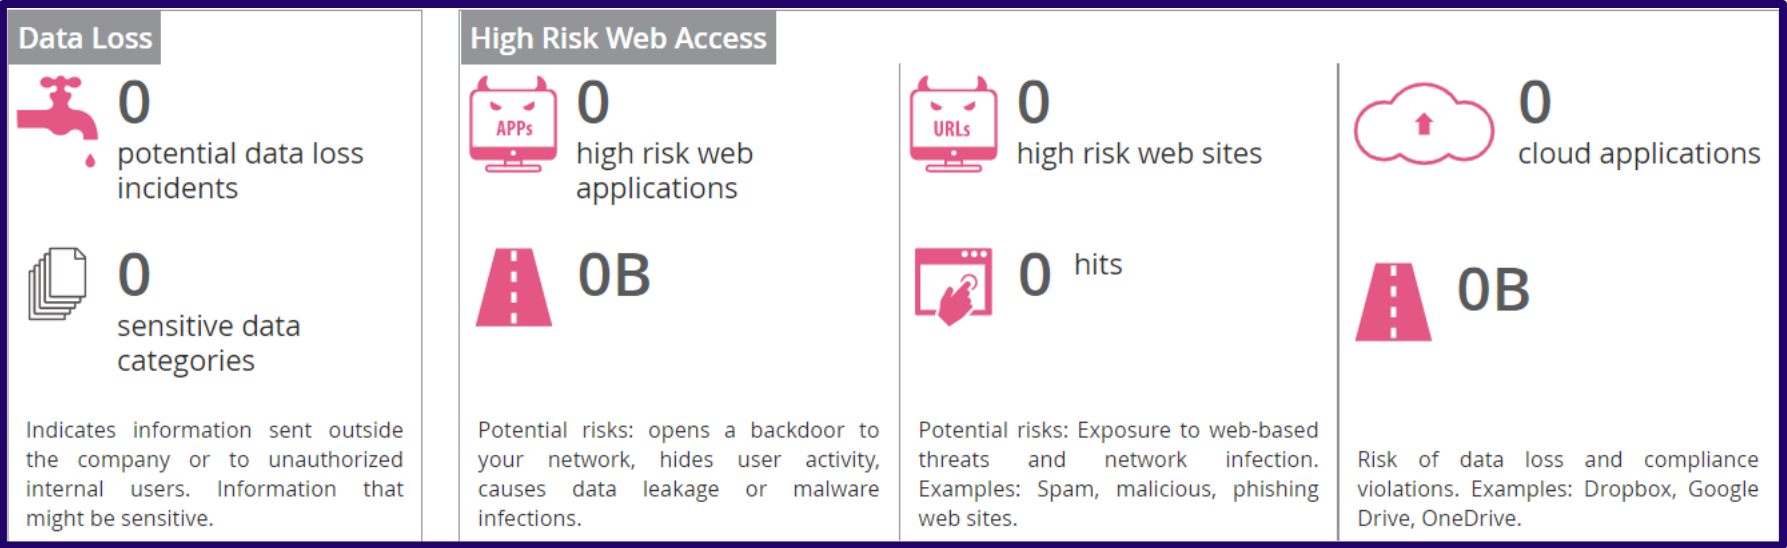 Data Loss
0
potential data loss
incidents
0
sensitive data
categories
Indicates information sent outside
the company or to unauthorized
internal users. Information that
might be sensitive.
High Risk Web Access
APPs
0
high risk web
applications
0B
Potential risks: opens a backdoor to
your network, hides user activity,
causes data leakage or malware
infections.
URLs
0
high risk web sites
0 hits
Potential risks: Exposure to web-based
threats and network infection.
Examples: Spam, malicious, phishing
web sites.
0
cloud applications
0B
Risk of data loss and compliance
violations. Examples: Dropbox, Google
Drive, OneDrive.